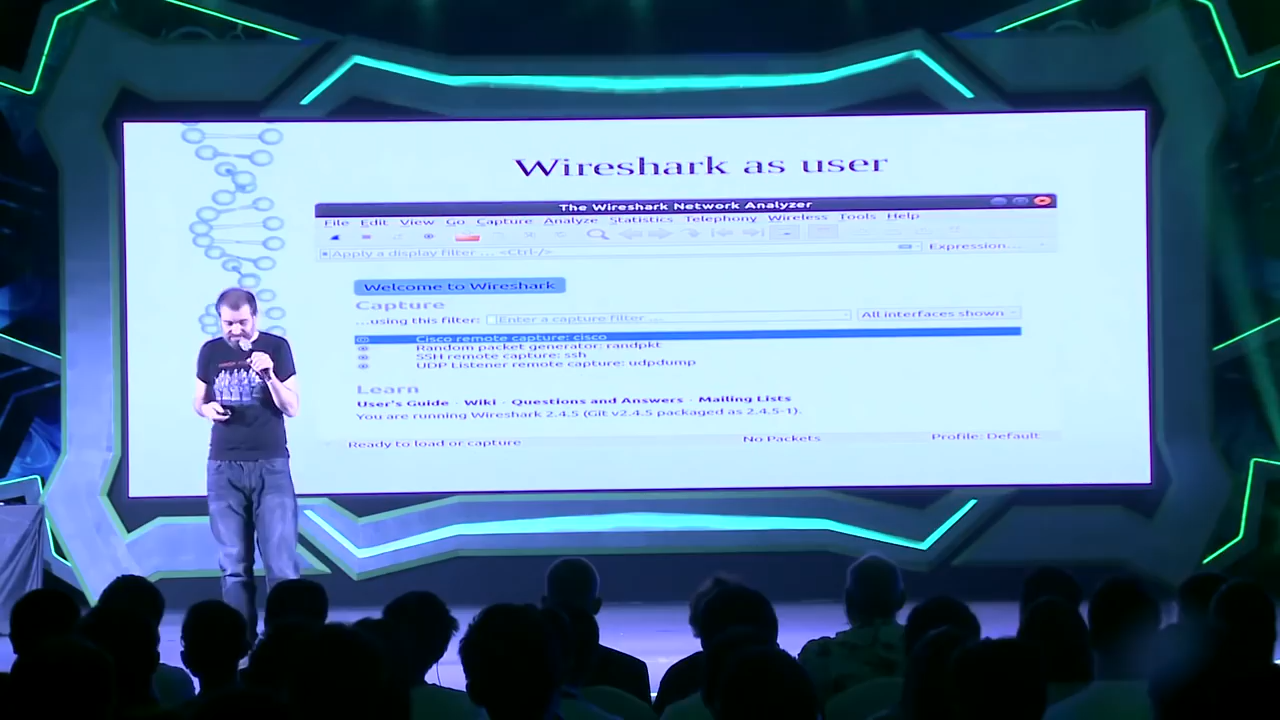 Wireshark as user
The Wireshark Network Analyzer
File Edit View Go Capture Analyze Statistics Telephony Wireless Tools Help
Apply a display filter ... <Ctrl-/>
Expression...
Welcome to Wireshark
Capture
...using this filter: Enter a capture filter ... All interfaces shown
Cisco remote capture: cisco
Random packet generator: randpkt
SSH remote capture: ssh
UDP Listener remote capture: udpdump
Learn
User's Guide · Wiki · Questions and Answers · Mailing Lists
You are running Wireshark 2.4.5 (Git v2.4.5 packaged as 2.4.5-1).
Ready to load or capture No Packets Profile: Default